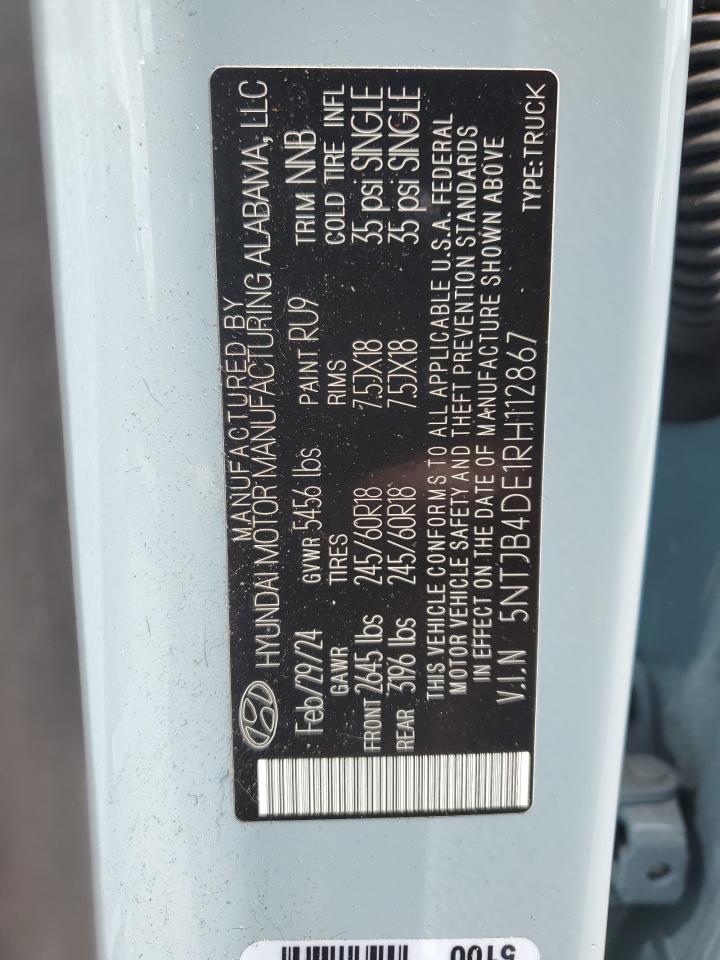 MANUFACTURED BY
HYUNDAI MOTOR MANUFACTURING ALABAMA, LLC
Feb/29/24 GVWR 5456 lbs PAINT RU9 TRIM NNB
GAWR TIRES RIMS COLD TIRE INFL
FRONT 2645 lbs 245/60R18 7.5JX18 35 psi SINGLE
REAR 3196 lbs 245/60R18 7.5JX18 35 psi SINGLE
THIS VEHICLE CONFORMS TO ALL APPLICABLE U.S.A. FEDERAL
MOTOR VEHICLE SAFETY AND THEFT PREVENTION STANDARDS
IN EFFECT ON THE DATE OF MANUFACTURE SHOWN ABOVE
V.I.N 5NTJB4DE1RH112867 TYPE:TRUCK